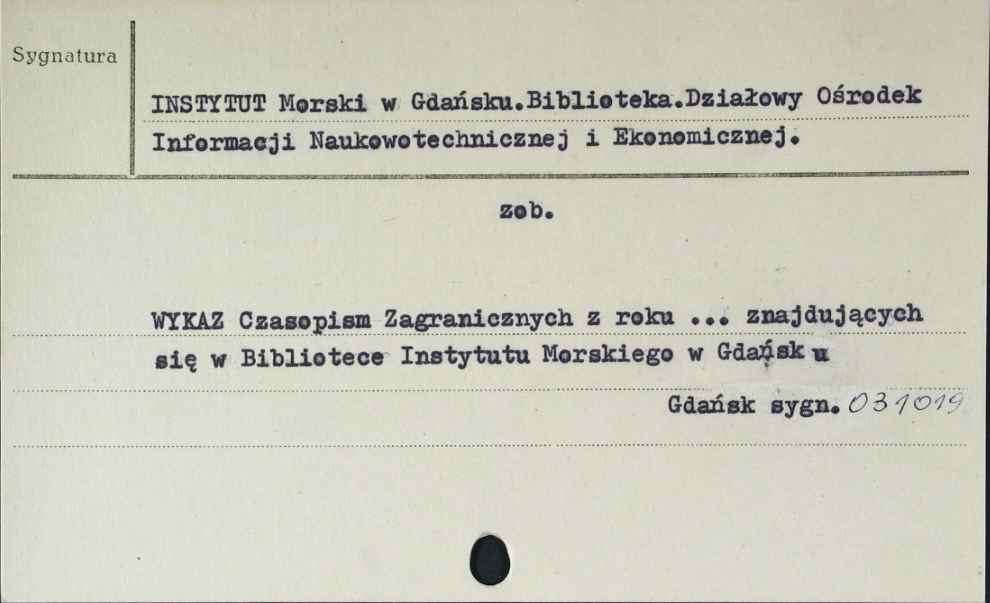 Sygnatura
INSTYTUT Morski w Gdańsku.Biblioteka.Działowy Ośrodek
Informacji Naukowotechnicznej i Ekonomicznej.
zob.
WYKAZ Czasopism Zagranicznych z roku ... znajdujących
się w Bibliotece Instytutu Morskiego w Gdańsku
Gdańsk sygn. 031019